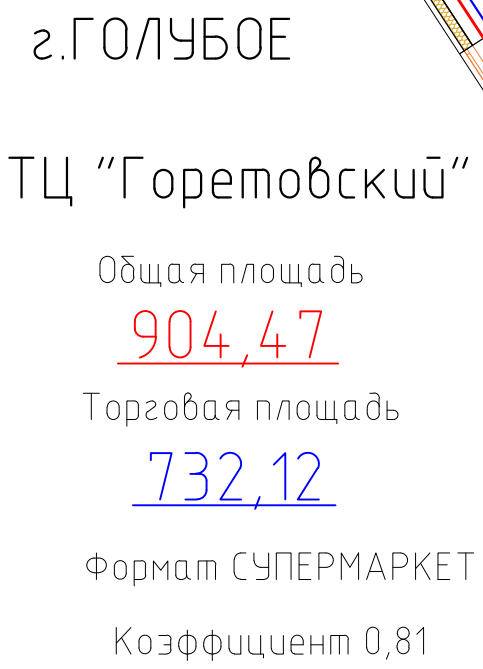 г.ГОЛУБОЕ
ТЦ "Горетовский"
Общая площадь
904,47
Торговая площадь
732,12
Формат СУПЕРМАРКЕТ
Коэффициент 0,81